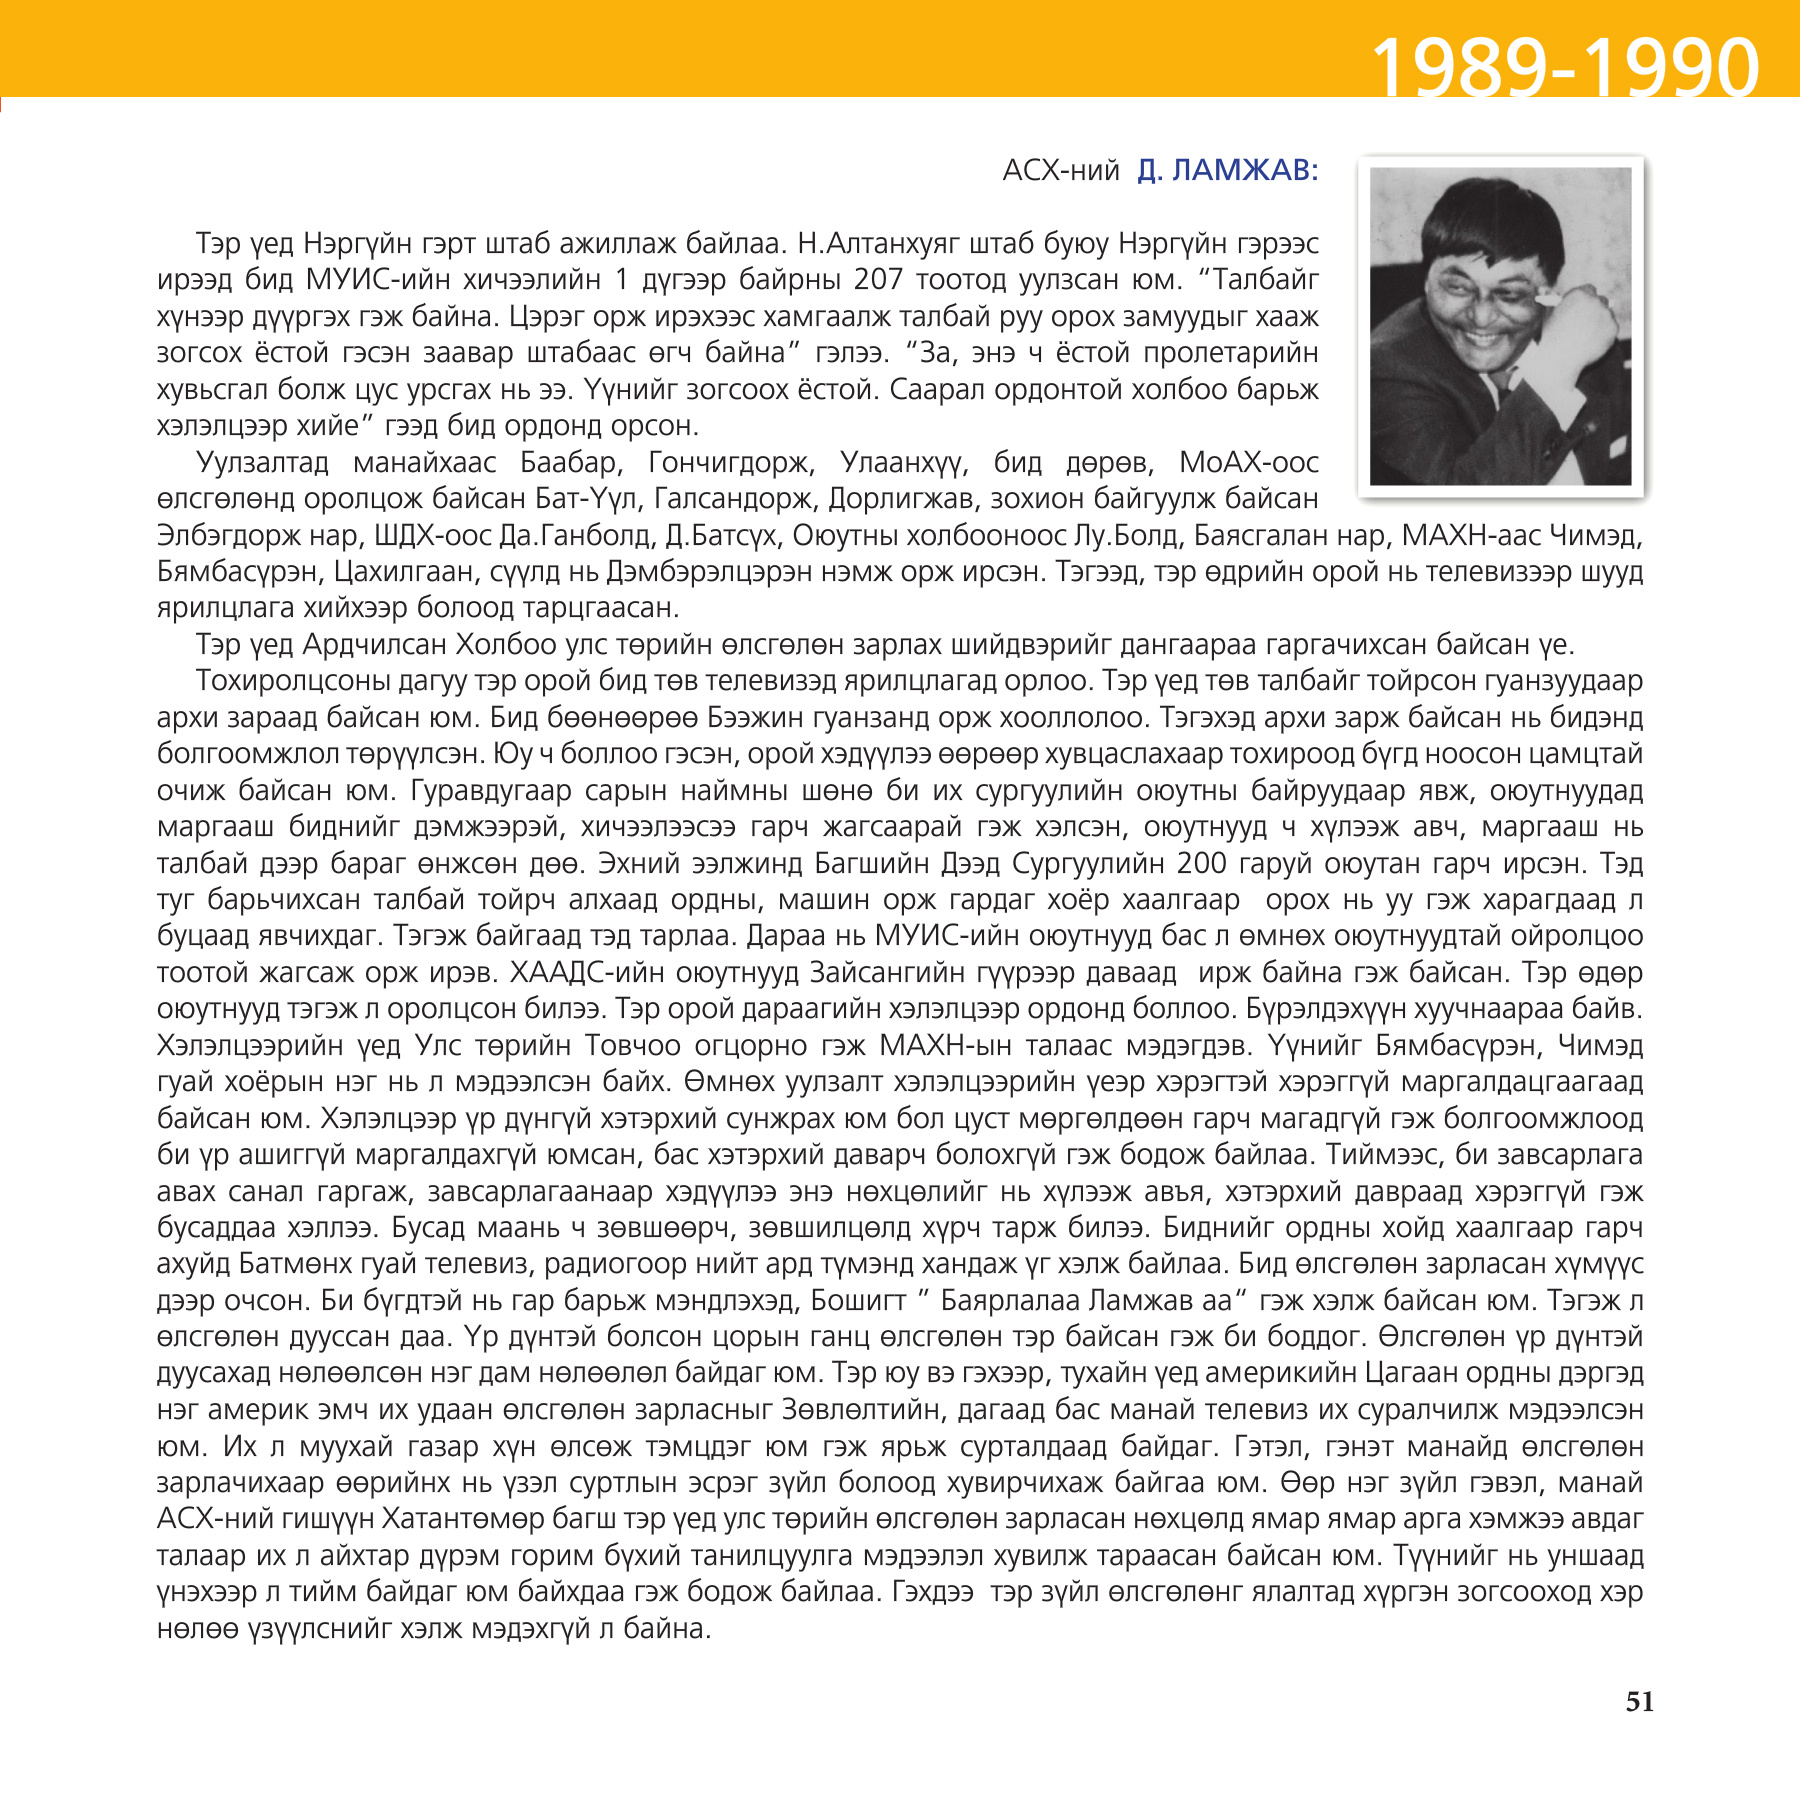 1989-1990
АСХ-ний Д. ЛАМЖАВ:
Тэр үед Нэргүйн гэрт штаб ажиллаж байлаа. Н.Алтанхуяг штаб буюу Нэргүйн гэрээс
ирээд бид МУИС-ийн хичээлийн 1 дүгээр байрны 207 тоотод уулзсан юм. “Талбайг
хүнээр дүүргэх гэж байна. Цэрэг орж ирэхээс хамгаалж талбай руу орох замуудыг хааж
зогсох ёстой гэсэн заавар штабаас өгч байна” гэлээ. “За, энэ ч ёстой пролетарийн
хувьсгал болж цус урсгах нь ээ. Үүнийг зогсоох ёстой. Саарал ордонтой холбоо барьж
хэлэлцээр хийе” гээд бид ордонд орсон.
Уулзалтад манайхаас Баабар, Гончигдорж, Улаанхүү, бид дөрөв, МоАХ-оос
өлсгөлөнд оролцож байсан Бат-Үүл, Галсандорж, Дорлигжав, зохион байгуулж байсан
Элбэгдорж нар, ШДХ-оос Да.Ганболд, Д.Батсүх, Оюутны холбооноос Лу.Болд, Баясгалан нар, МАХН-аас Чимэд,
Бямбасүрэн, Цахилгаан, сүүлд нь Дэмбэрэлцэрэн нэмж орж ирсэн. Тэгээд, тэр өдрийн орой нь телевизээр шууд
ярилцлага хийхээр болоод тарцгаасан.
Тэр үед Ардчилсан Холбоо улс төрийн өлсгөлөн зарлах шийдвэрийг дангаараа гаргачихсан байсан үе.
Тохиролцсоны дагуу тэр орой бид төв телевизэд ярилцлагад орлоо. Тэр үед төв талбайг тойрсон гуанзуудаар
архи зараад байсан юм. Бид бөөнөөрөө Бээжин гуанзанд орж хооллолоо. Тэгэхэд архи зарж байсан нь бидэнд
болгоомжлол төрүүлсэн. Юу ч боллоо гэсэн, орой хэдүүлээ өөрөөр хувцаслахаар тохироод бүгд ноосон цамцтай
очиж байсан юм. Гуравдугаар сарын наймны шөнө би их сургуулийн оюутны байруудаар явж, оюутнуудад
маргааш биднийг дэмжээрэй, хичээлээсээ гарч жагсаарай гэж хэлсэн, оюутнууд ч хүлээж авч, маргааш нь
талбай дээр бараг өнжсөн дөө. Эхний ээлжинд Багшийн Дээд Сургуулийн 200 гаруй оюутан гарч ирсэн. Тэд
туг барьчихсан талбай тойрч алхаад ордны, машин орж гардаг хоёр хаалгаар орох нь уу гэж харагдаад л
буцаад явчихдаг. Тэгэж байгаад тэд тарлаа. Дараа нь МУИС-ийн оюутнууд бас л өмнөх оюутнуудтай ойролцоо
тоотой жагсаж орж ирэв. ХААДС-ийн оюутнууд Зайсангийн гүүрээр даваад ирж байна гэж байсан. Тэр өдөр
оюутнууд тэгэж л оролцсон билээ. Тэр орой дараагийн хэлэлцээр ордонд боллоо. Бүрэлдэхүүн хуучнаараа байв.
Хэлэлцээрийн үед Улс төрийн Товчоо огцорно гэж МАХН-ын талаас мэдэгдэв. Үүнийг Бямбасүрэн, Чимэд
гуай хоёрын нэг нь л мэдээлсэн байх. Өмнөх уулзалт хэлэлцээрийн үеэр хэрэгтэй хэрэггүй маргалдацгаагаад
байсан юм. Хэлэлцээр үр дүнгүй хэтэрхий сунжрах юм бол цуст мөргөлдөөн гарч магадгүй гэж болгоомжлоод
би үр ашиггүй маргалдахгүй юмсан, бас хэтэрхий даварч болохгүй гэж бодож байлаа. Тиймээс, би завсарлага
авах санал гаргаж, завсарлагаанаар хэдүүлээ энэ нөхцөлийг нь хүлээж авъя, хэтэрхий давраад хэрэггүй гэж
бусаддаа хэллээ. Бусад маань ч зөвшөөрч, зөвшилцөлд хүрч тарж билээ. Биднийг ордны хойд хаалгаар гарч
ахуйд Батмөнх гуай телевиз, радиогоор нийт ард түмэнд хандаж үг хэлж байлаа. Бид өлсгөлөн зарласан хүмүүс
дээр очсон. Би бүгдтэй нь гар барьж мэндлэхэд, Бошигт ” Баярлалаа Ламжав аа“ гэж хэлж байсан юм. Тэгэж л
өлсгөлөн дууссан даа. Үр дүнтэй болсон цорын ганц өлсгөлөн тэр байсан гэж би боддог. Өлсгөлөн үр дүнтэй
дуусахад нөлөөлсөн нэг дам нөлөөлөл байдаг юм. Тэр юу вэ гэхээр, тухайн үед америкийн Цагаан ордны дэргэд
нэг америк эмч их удаан өлсгөлөн зарласныг Зөвлөлтийн, дагаад бас манай телевиз их суралчилж мэдээлсэн
юм. Их л муухай газар хүн өлсөж тэмцдэг юм гэж ярьж сурталдаад байдаг. Гэтэл, гэнэт манайд өлсгөлөн
зарлачихаар өөрийнх нь үзэл суртлын эсрэг зүйл болоод хувирчихаж байгаа юм. Өөр нэг зүйл гэвэл, манай
АСХ-ний гишүүн Хатантөмөр багш тэр үед улс төрийн өлсгөлөн зарласан нөхцөлд ямар ямар арга хэмжээ авдаг
талаар их л айхтар дүрэм горим бүхий танилцуулга мэдээлэл хувилж тараасан байсан юм. Түүнийг нь уншаад
үнэхээр л тийм байдаг юм байхдаа гэж бодож байлаа. Гэхдээ тэр зүйл өлсгөлөнг ялалтад хүргэн зогсооход хэр
нөлөө үзүүлснийг хэлж мэдэхгүй л байна.
51